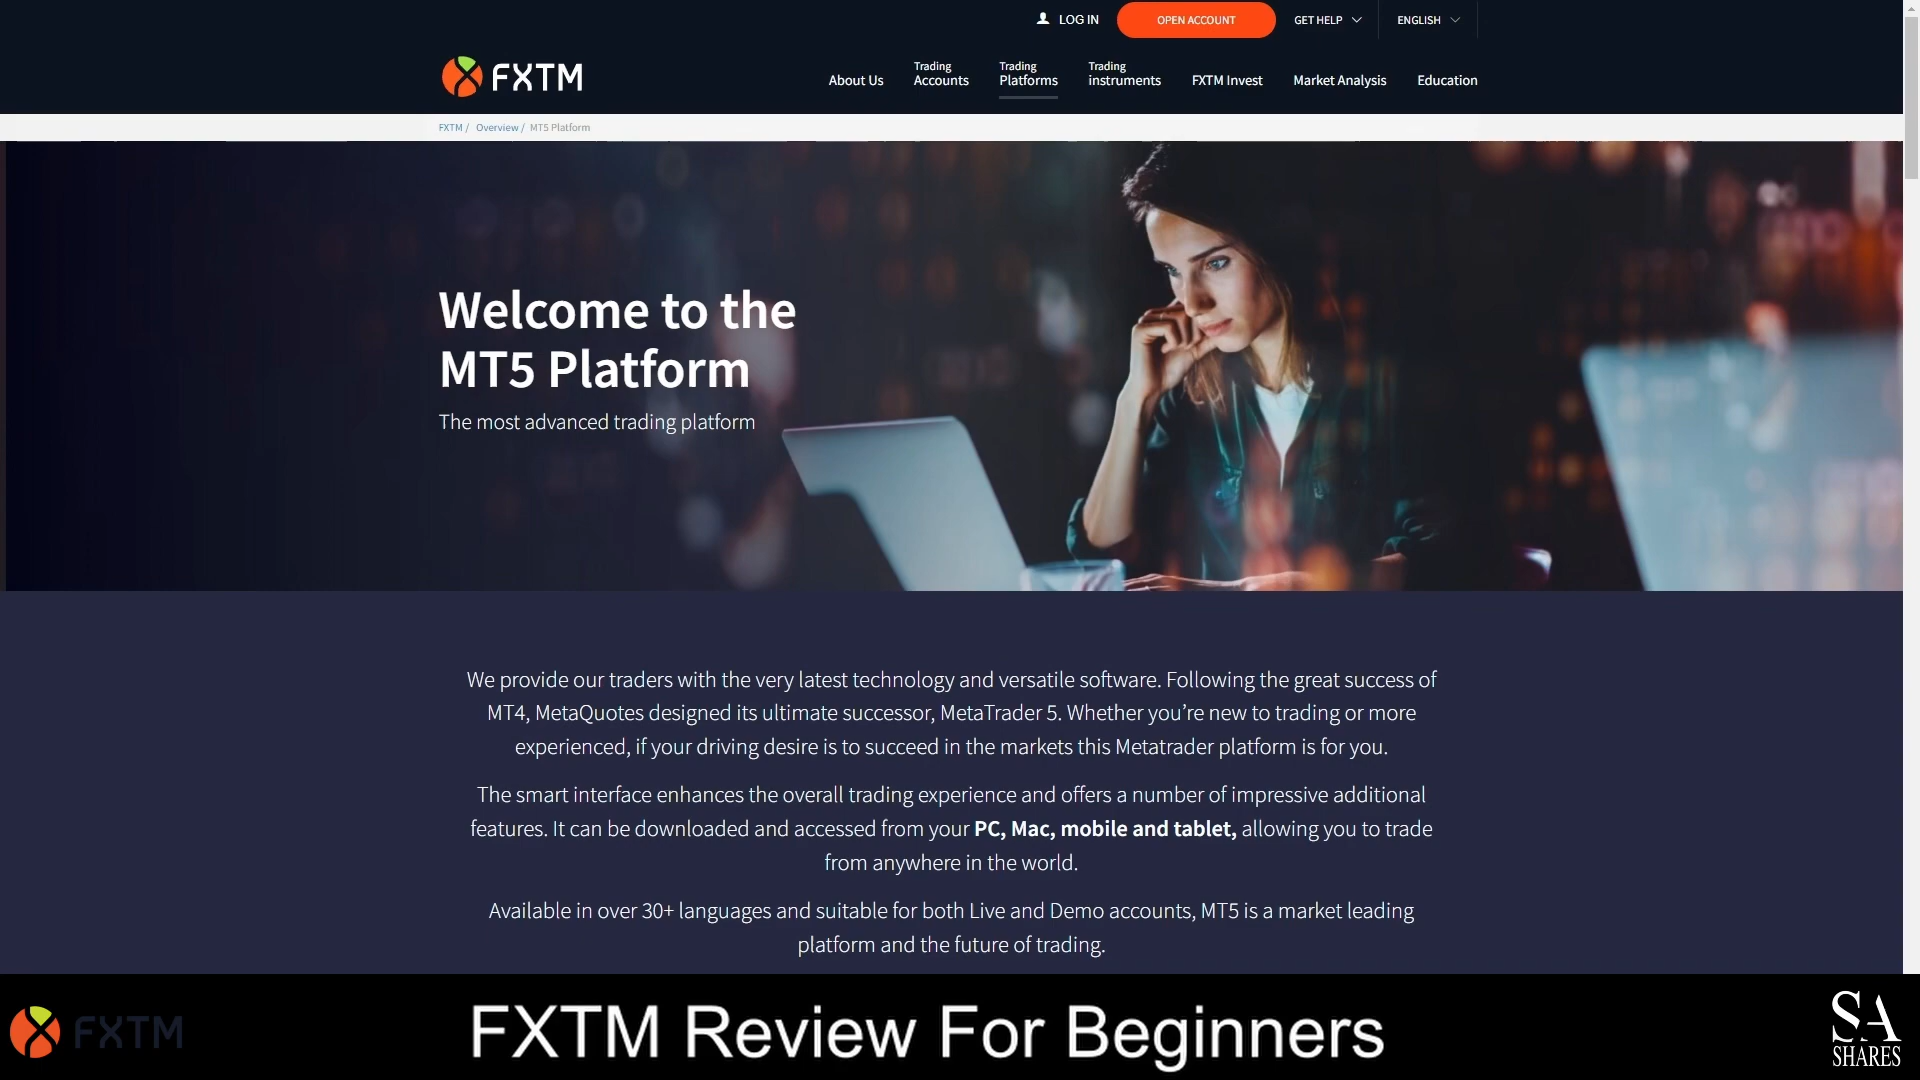 LOG IN
OPEN ACCOUNT
GET HELP
ENGLISH
FXTM
About Us
Trading Accounts
Trading Platforms
Trading instruments
FXTM Invest
Market Analysis
Education
FXTM / Overview / MT5 Platform
Welcome to the
MT5 Platform
The most advanced trading platform
We provide our traders with the very latest technology and versatile software. Following the great success of
MT4, MetaQuotes designed its ultimate successor, MetaTrader 5. Whether you’re new to trading or more
experienced, if your driving desire is to succeed in the markets this Metatrader platform is for you.
The smart interface enhances the overall trading experience and offers a number of impressive additional
features. It can be downloaded and accessed from your PC, Mac, mobile and tablet, allowing you to trade
from anywhere in the world.
Available in over 30+ languages and suitable for both Live and Demo accounts, MT5 is a market leading
platform and the future of trading.
FXTM
FXTM Review For Beginners
SA
SHARES